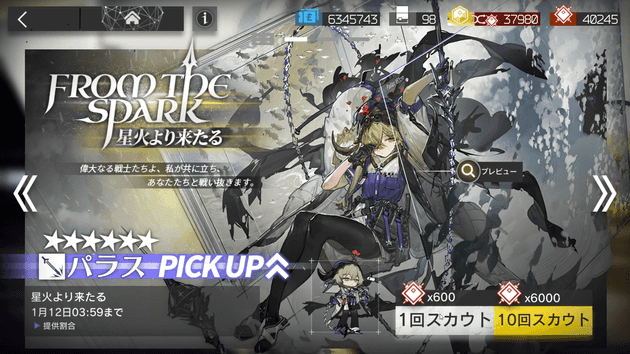 6345743
98
37980
40245
FROM THE
SPARK
星火より来たる
偉大なる戦士たちよ、私が共に立ち、
あなたたちと戦い抜きます。
プレビュー
パラス PICK UP
星火より来たる
1月12日03:59まで
提供割合
x600
x6000
1回スカウト
10回スカウト